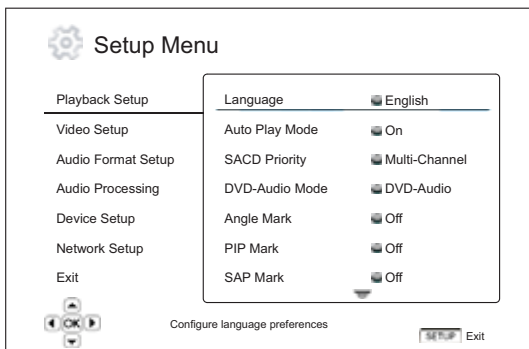 Setup Menu
Playback Setup
Video Setup
Audio Format Setup
Audio Processing
Device Setup
Network Setup
Exit
Language English
Auto Play Mode On
SACD Priority Multi-Channel
DVD-Audio Mode DVD-Audio
Angle Mark Off
PIP Mark Off
SAP Mark Off
OK
Configure language preferences
SETUP Exit